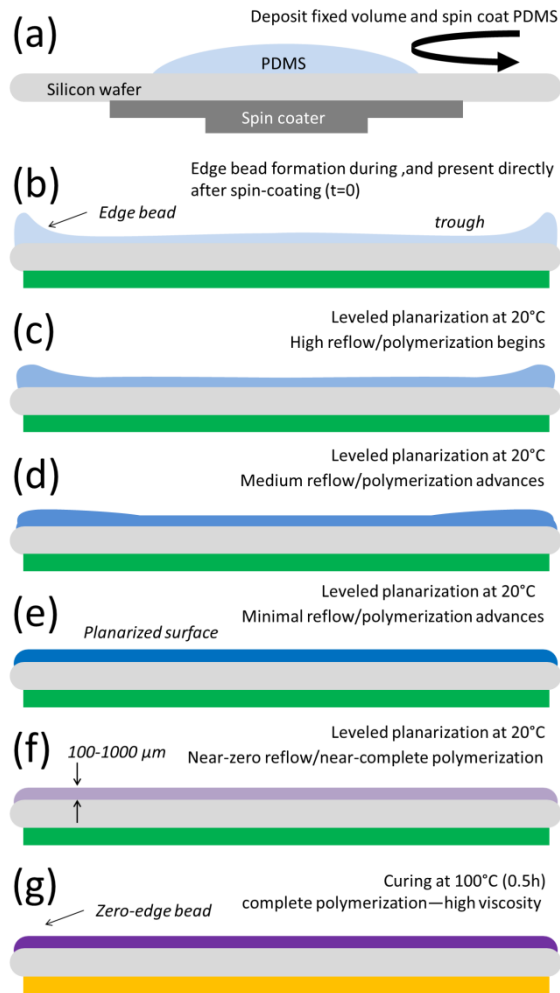 (a)
Deposit fixed volume and spin coat PDMS
PDMS
Silicon wafer
Spin coater
(b)
Edge bead formation during ,and present directly
after spin-coating (t=0)
Edge bead
trough
(c)
Leveled planarization at 20°C
High reflow/polymerization begins
(d)
Leveled planarization at 20°C
Medium reflow/polymerization advances
(e)
Leveled planarization at 20°C
Minimal reflow/polymerization advances
Planarized surface
(f)
Leveled planarization at 20°C
100-1000 µm
Near-zero reflow/near-complete polymerization
(g)
Curing at 100°C (0.5h)
complete polymerization—high viscosity
Zero-edge bead